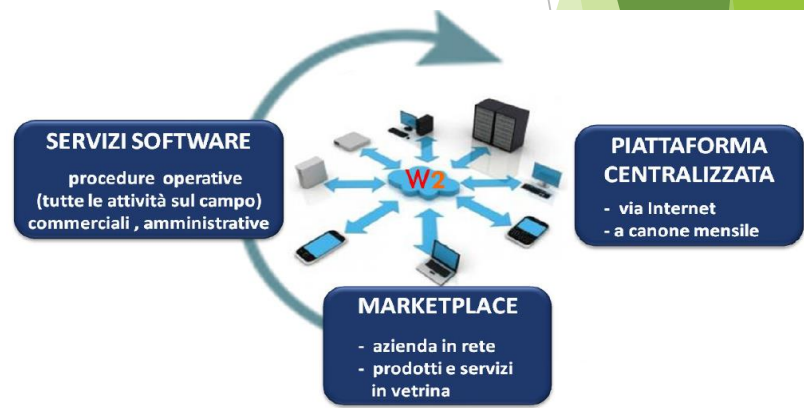 SERVIZI SOFTWARE
procedure operative
(tutte le attività sul campo)
commerciali , amministrative
W2
PIATTAFORMA
CENTRALIZZATA
- via Internet
- a canone mensile
MARKETPLACE
- azienda in rete
- prodotti e servizi
in vetrina